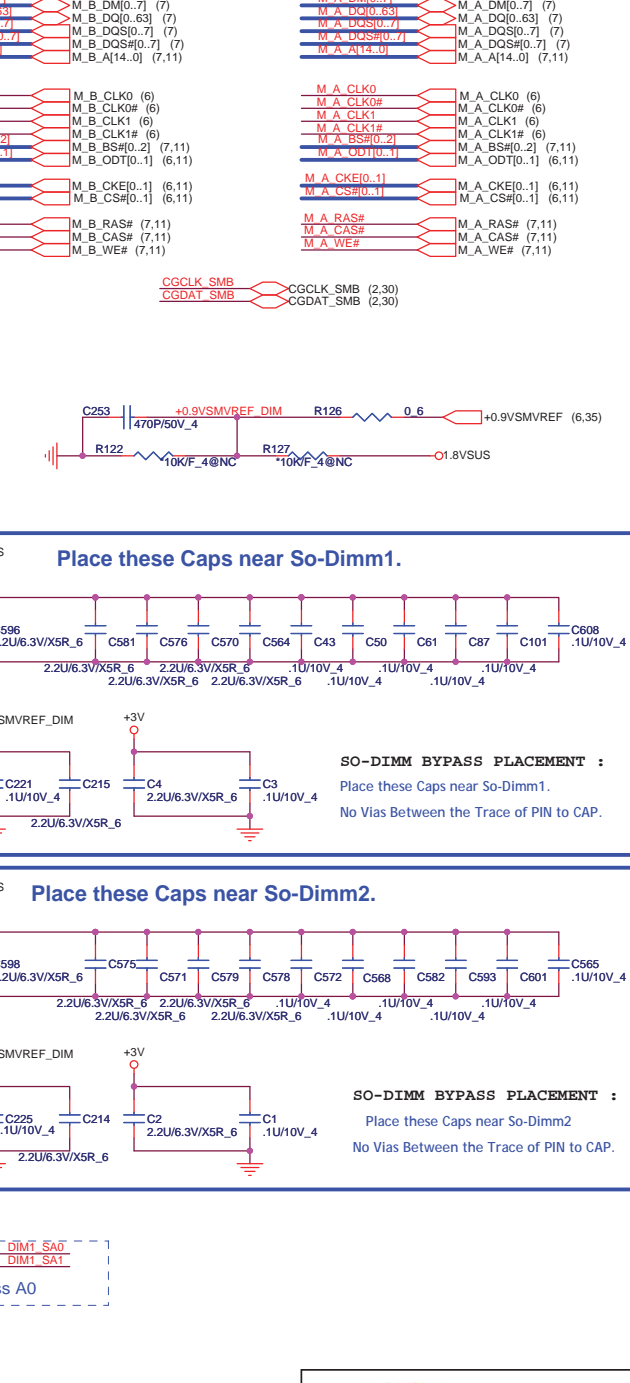 M_B_DM[0..7] (7)
M_B_DQ[0..63] (7)
M_B_DQS[0..7] (7)
M_B_DQS#[0..7] (7)
M_B_A[14..0] (7,11)
M_A_DM[0..7] (7)
M_A_DQ[0..63] M_A_DQ[0..63] (7)
M_A_DQS[0..7] M_A_DQS[0..7] (7)
M_A_DQS#[0..7] M_A_DQS#[0..7] (7)
M_A_A[14..0] M_A_A[14..0] (7,11)
M_B_CLK0 (6)
M_B_CLK0# (6)
M_B_CLK1 (6)
M_B_CLK1# (6)
M_B_BS#[0..2] (7,11)
M_B_ODT[0..1] (6,11)
M_A_CLK0 M_A_CLK0 (6)
M_A_CLK0# M_A_CLK0# (6)
M_A_CLK1 M_A_CLK1 (6)
M_A_CLK1# M_A_CLK1# (6)
M_A_BS#[0..2] M_A_BS#[0..2] (7,11)
M_A_ODT[0..1] M_A_ODT[0..1] (6,11)
M_B_CKE[0..1] (6,11)
M_B_CS#[0..1] (6,11)
M_A_CKE[0..1] M_A_CKE[0..1] (6,11)
M_A_CS#[0..1] M_A_CS#[0..1] (6,11)
M_B_RAS# (7,11)
M_B_CAS# (7,11)
M_B_WE# (7,11)
M_A_RAS# M_A_RAS# (7,11)
M_A_CAS# M_A_CAS# (7,11)
M_A_WE# M_A_WE# (7,11)
CGCLK_SMB CGCLK_SMB (2,30)
CGDAT_SMB CGDAT_SMB (2,30)
C253 +0.9VSMVREF_DIM R126 0_6
470P/50V_4 +0.9VSMVREF (6,35)
R122 R127
*10K/F_4@NC *10K/F_4@NC 1.8VSUS
Place these Caps near So-Dimm1.
596 C581 C576 C570 C564 C43 C50 C61 C87 C101 C608
2U/6.3V/X5R_6 .1U/10V_4
2.2U/6.3V/X5R_6 2.2U/6.3V/X5R_6 .1U/10V_4 .1U/10V_4 .1U/10V_4
2.2U/6.3V/X5R_6 2.2U/6.3V/X5R_6 .1U/10V_4 .1U/10V_4
SMVREF_DIM +3V
C221 C215 C4 C3
.1U/10V_4 2.2U/6.3V/X5R_6 .1U/10V_4
2.2U/6.3V/X5R_6
SO-DIMM BYPASS PLACEMENT :
Place these Caps near So-Dimm1.
No Vias Between the Trace of PIN to CAP.
Place these Caps near So-Dimm2.
598 C575 C571 C579 C578 C572 C568 C582 C593 C601 C565
2U/6.3V/X5R_6 .1U/10V_4
2.2U/6.3V/X5R_6 2.2U/6.3V/X5R_6 .1U/10V_4 .1U/10V_4 .1U/10V_4
2.2U/6.3V/X5R_6 2.2U/6.3V/X5R_6 .1U/10V_4 .1U/10V_4
SMVREF_DIM +3V
C225 C214 C2 C1
.1U/10V_4 2.2U/6.3V/X5R_6 .1U/10V_4
2.2U/6.3V/X5R_6
SO-DIMM BYPASS PLACEMENT :
Place these Caps near So-Dimm2
No Vias Between the Trace of PIN to CAP.
DIM1_SA0
DIM1_SA1
ss A0